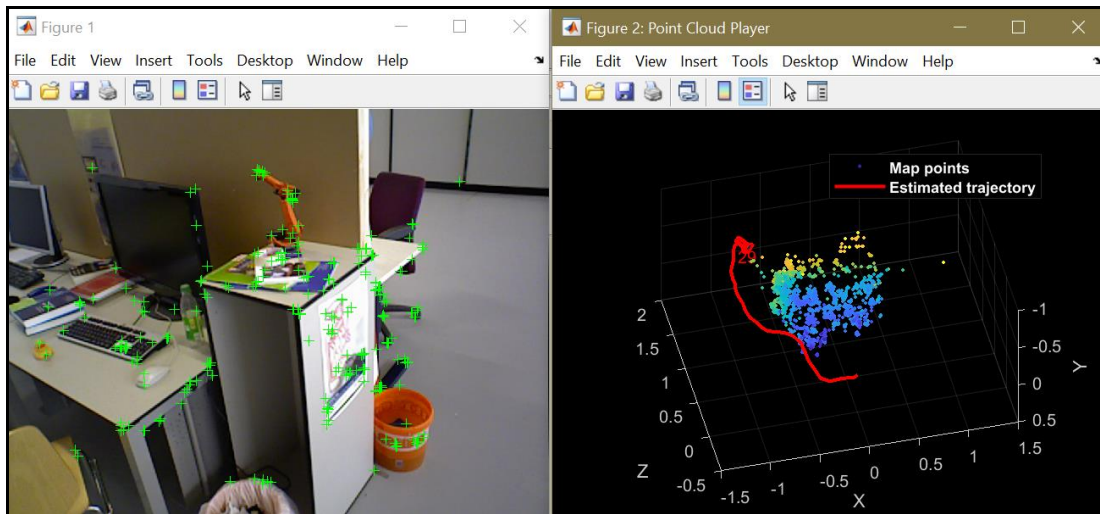 Figure 1
File Edit View Insert Tools Desktop Window Help
Figure 2: Point Cloud Player
File Edit View Insert Tools Desktop Window Help
Map points
Estimated trajectory
29
2
1.5
1
0.5
0
-0.5
Z
-1.5
-1
-0.5
0
0.5
1
1.5
X
-1
-0.5
0
0.5
Y